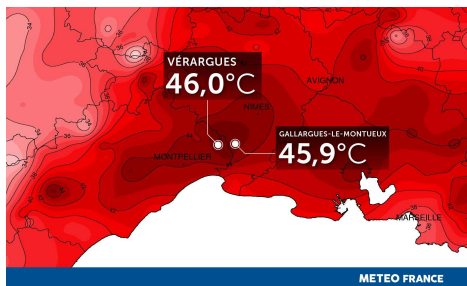 VÉRARGUES
46,0°C
AVIGNON
NIMES
GALLARGUES-LE-MONTUEUX
45,9°C
MONTPELLIER
MARSEILLE
METEO FRANCE